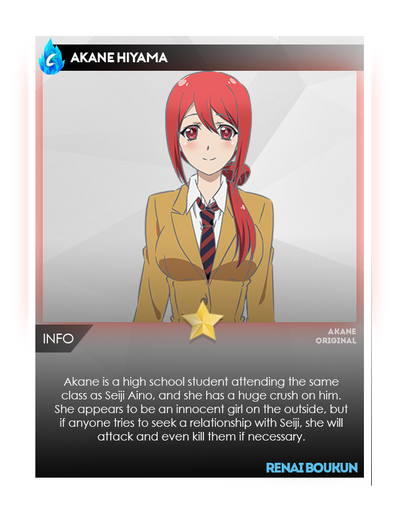 C
AKANE HIYAMA
INFO
AKANE
ORIGINAL
Akane is a high school student attending the same
class as Seiji Aino, and she has a huge crush on him.
She appears to be an innocent girl on the outside, but
if anyone tries to seek a relationship with Seiji, she will
attack and even kill them if necessary.
RENAI BOUKUN